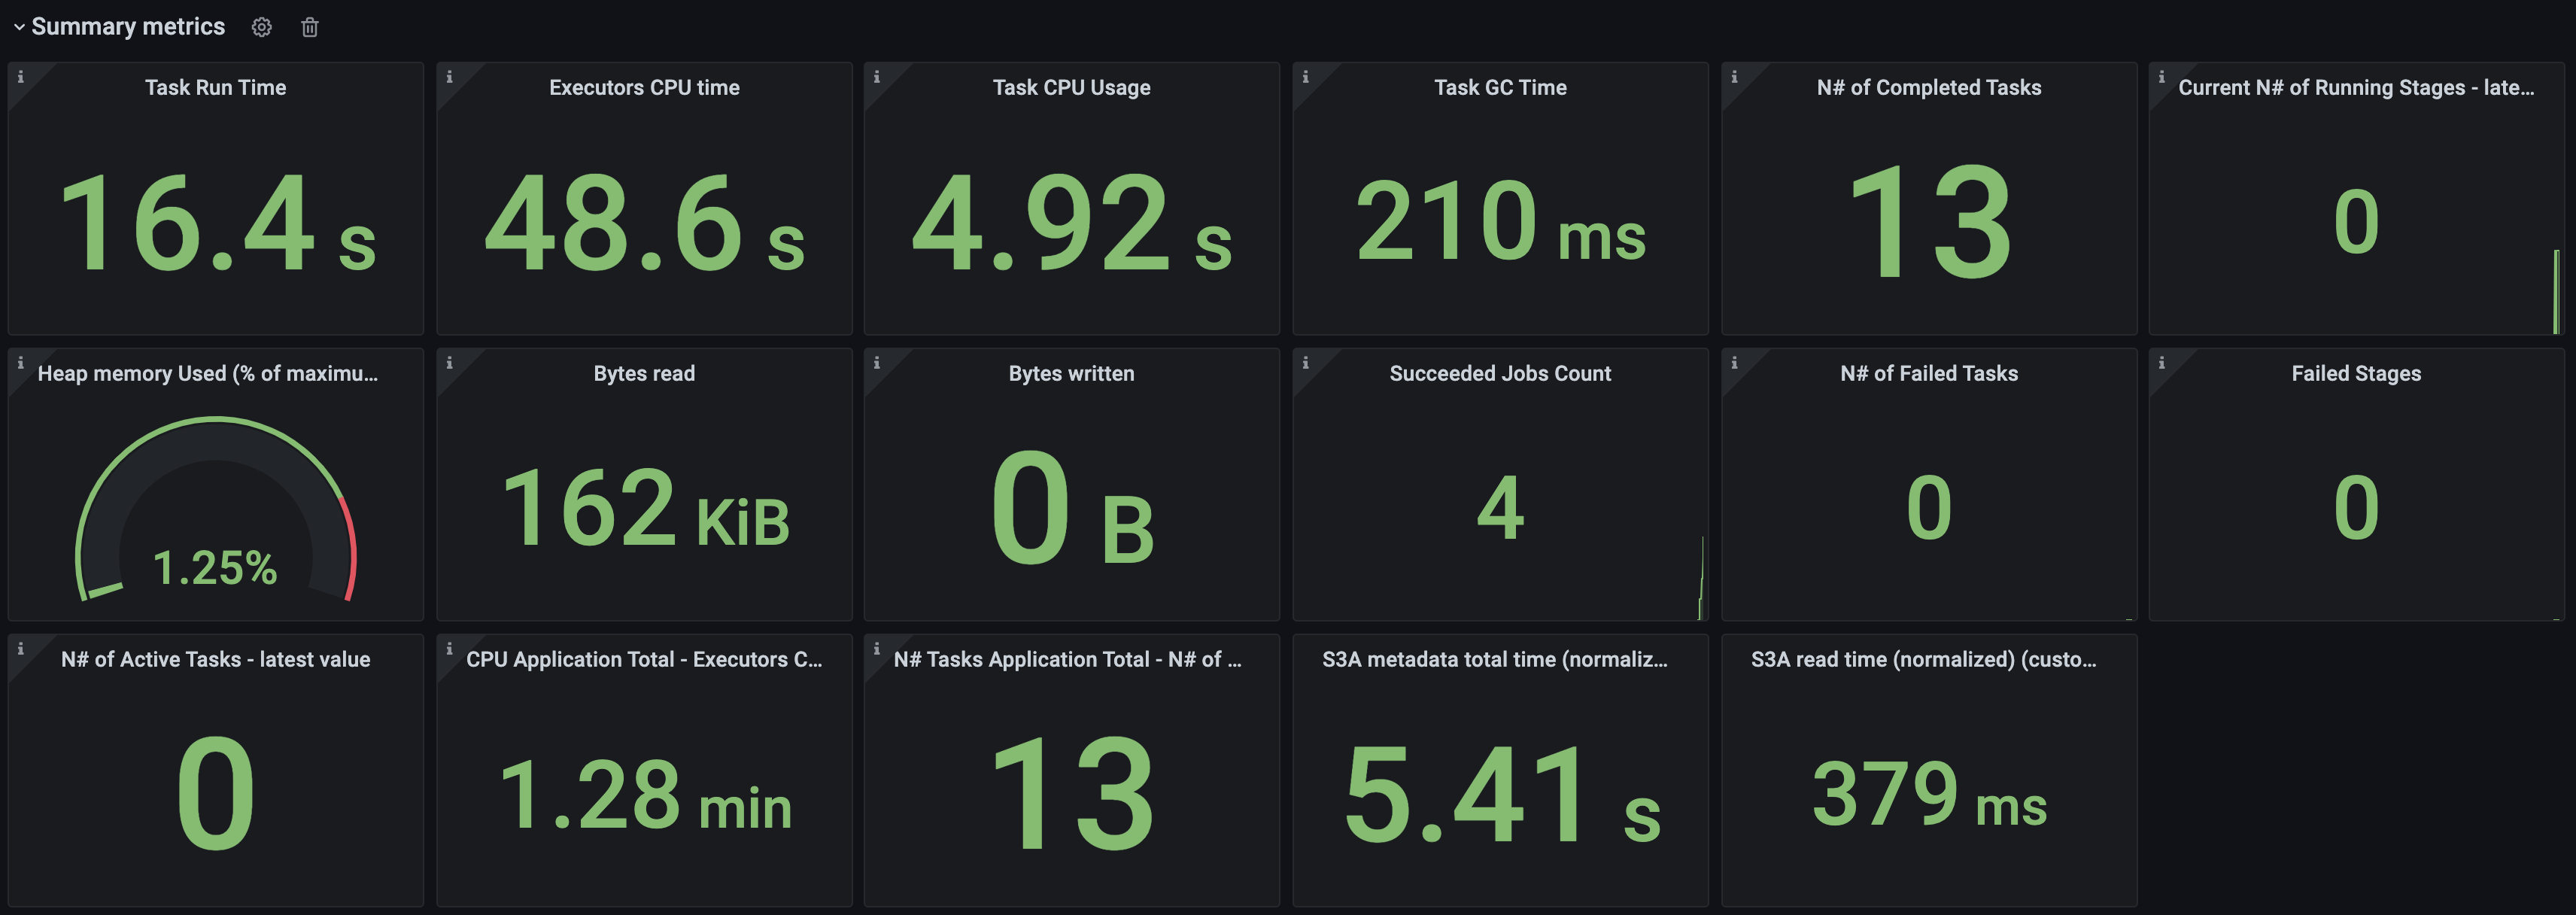 Summary metrics
Task Run Time
16.4 s
Executors CPU time
48.6 s
Task CPU Usage
4.92 s
Task GC Time
210 ms
N# of Completed Tasks
13
Current N# of Running Stages - late...
0
Heap memory Used (% of maximu...
1.25%
Bytes read
162 KiB
Bytes written
0 B
Succeeded Jobs Count
4
N# of Failed Tasks
0
Failed Stages
0
N# of Active Tasks - latest value
0
CPU Application Total - Executors C...
1.28 min
N# Tasks Application Total - N# of ...
13
S3A metadata total time (normaliz...
5.41 s
S3A read time (normalized) (custo...
379 ms